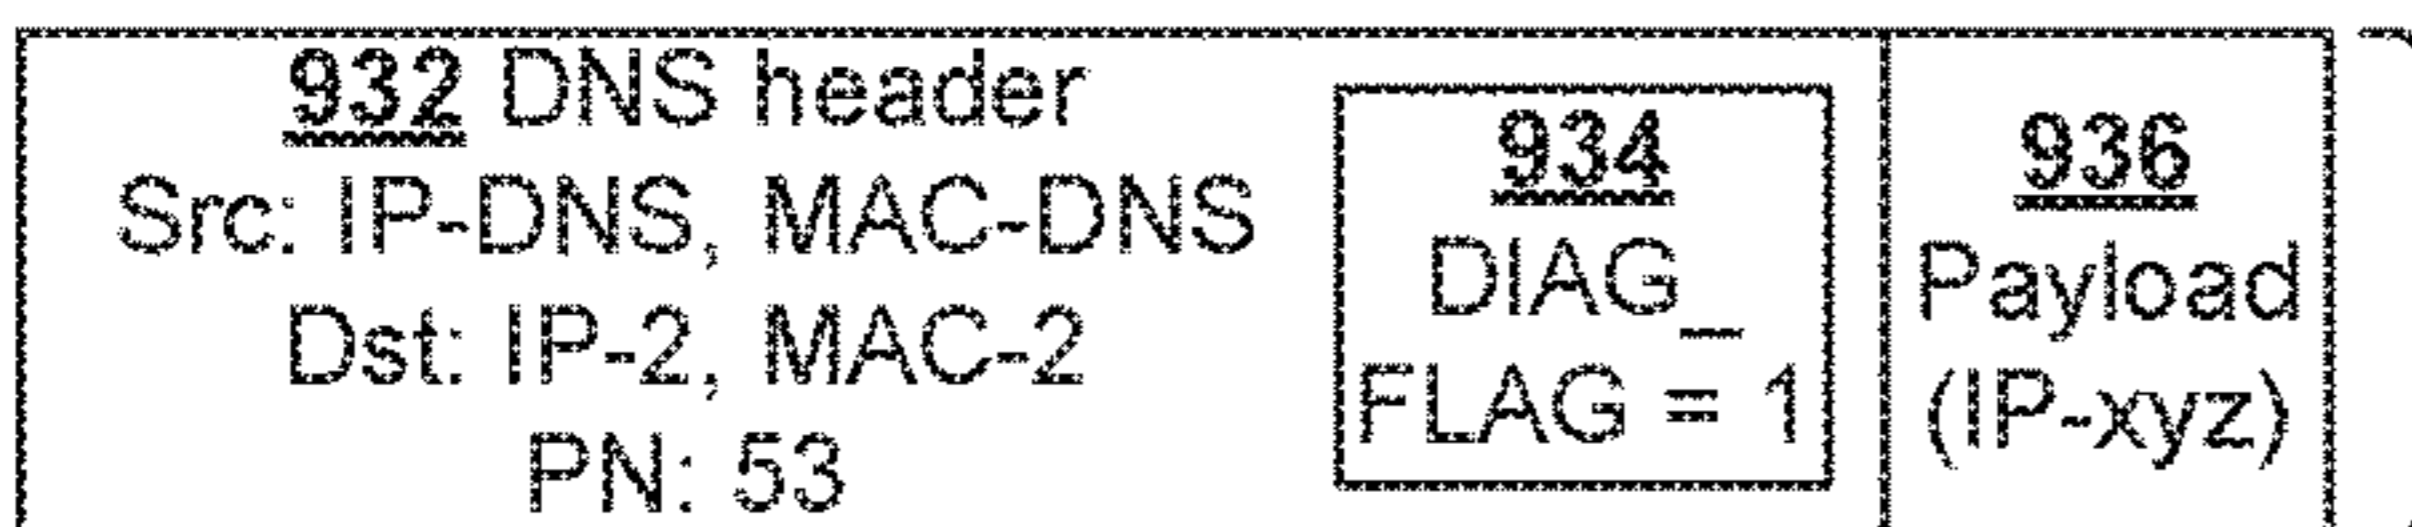 932 DNS header
Src: IP-DNS, MAC-DNS
Dst: IP-2, MAC-2
PN: 53
934
DIAG_
FLAG = 1
936
Payload
(IP-xyz)